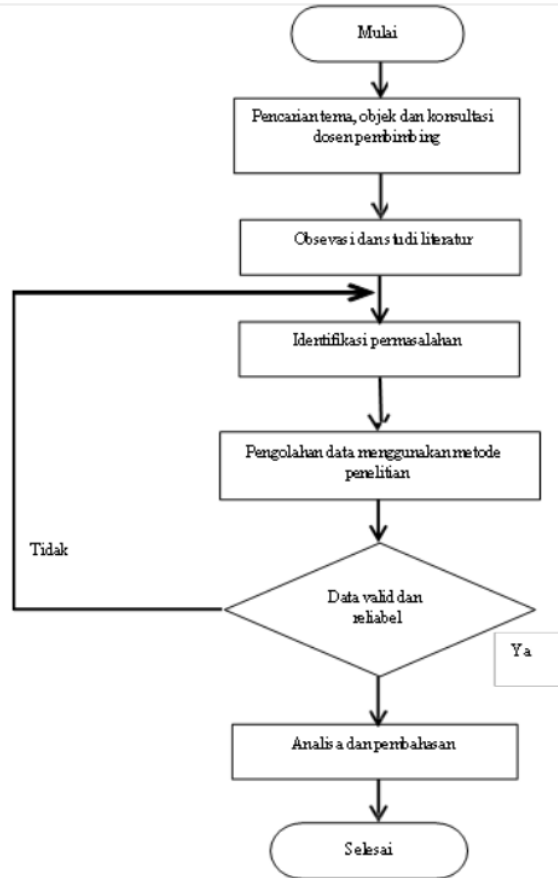 Mulai
Pencarian tema, objek dan konsultasi
dosen pembimbing
Obsevasi dan studi literatur
Identifikasi permasalahan
Pengolahan data menggunakan metode
penelitian
Tidak
Data valid dan
reliabel
Ya
Analisa dan pembahasan
Selesai